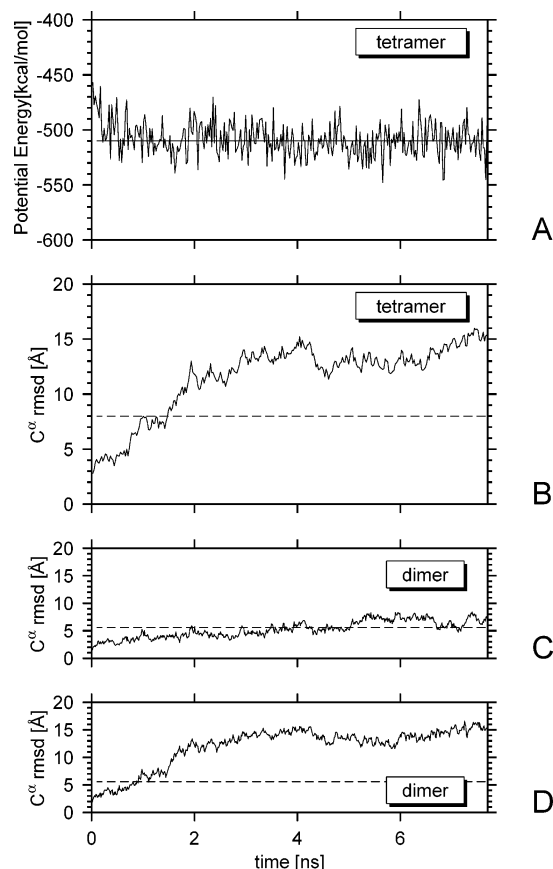 -400
tetramer
-450
-500
-550
-600
Potential Energy[kcal/mol]
A
20
tetramer
15
10
5
0
Cα rmsd [Å]
B
20
dimer
15
10
5
0
Cα rmsd [Å]
C
20
15
10
5
dimer
0
Cα rmsd [Å]
D
0 2 4 6
time [ns]